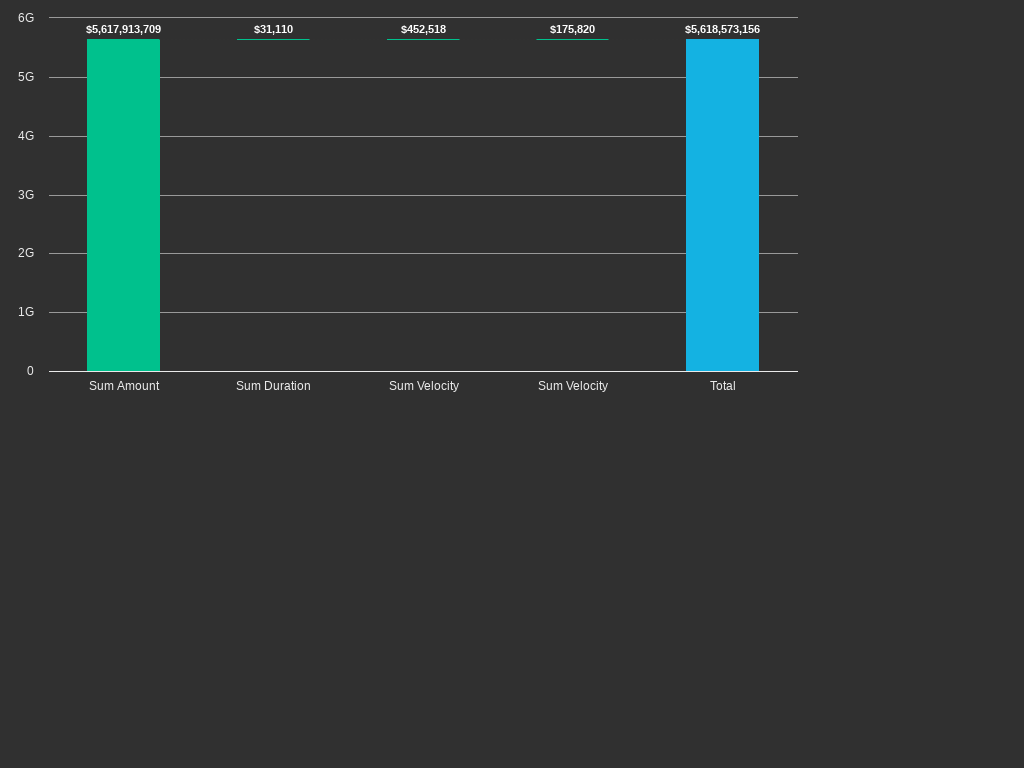 6G
$5,617,913,709 $31,110 $452,518 $175,820 $5,618,573,156
5G
4G
3G
2G
1G
0
Sum Amount Sum Duration Sum Velocity Sum Velocity Total